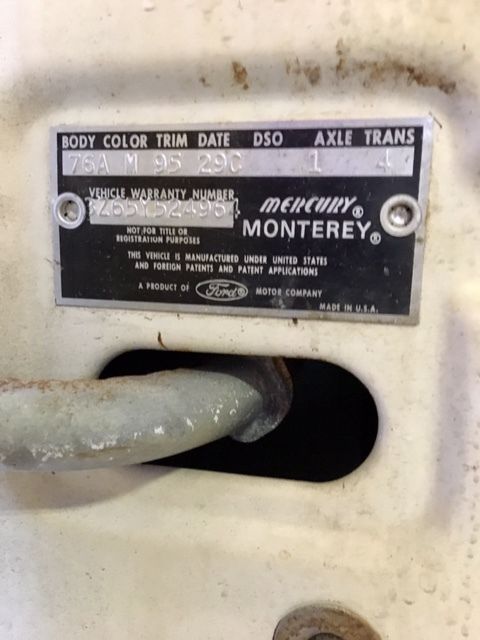 BODY COLOR TRIM DATE DSO AXLE TRANS
76A M 95 29C 1 4
VEHICLE WARRANTY NUMBER
3Z65Y524964
MERCURY®
MONTEREY®
NOT FOR TITLE OR
REGISTRATION PURPOSES
THIS VEHICLE IS MANUFACTURED UNDER UNITED STATES
AND FOREIGN PATENTS AND PATENT APPLICATIONS
A PRODUCT OF Ford® MOTOR COMPANY
MADE IN U.S.A.